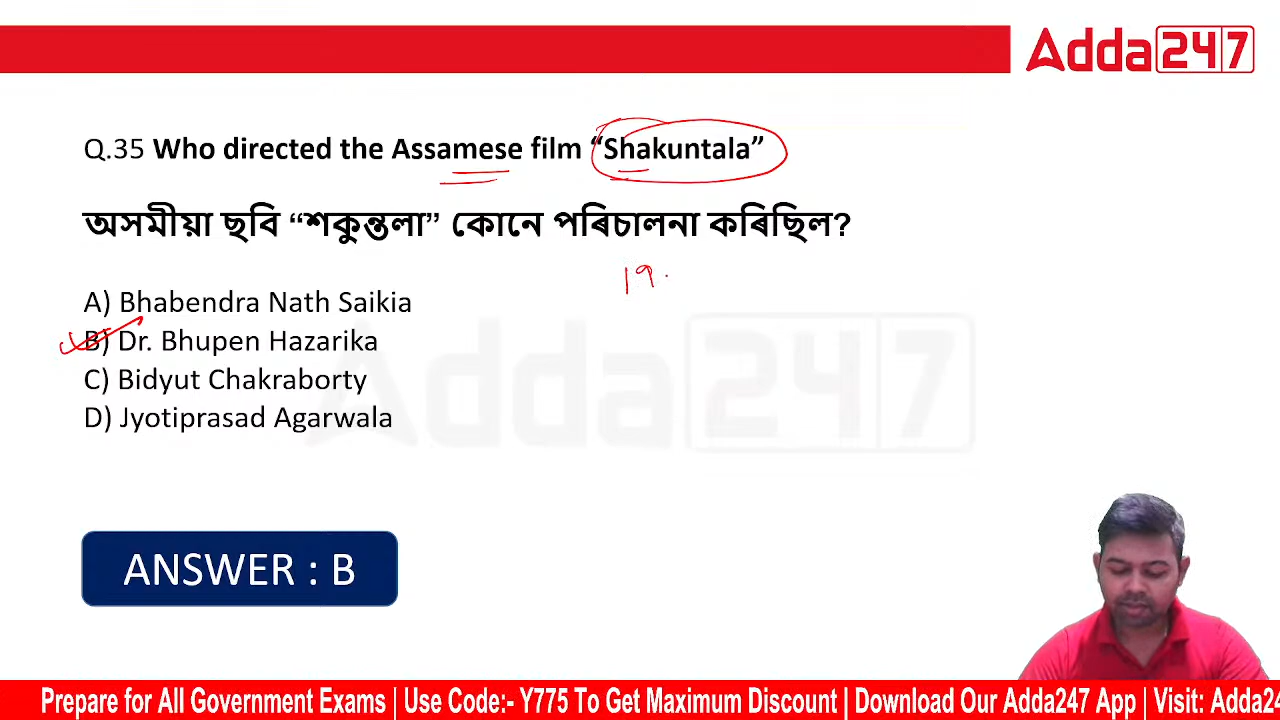 Adda247
Q.35 Who directed the Assamese film “Shakuntala”
অসমীয়া ছবি “শকুন্তলা” কোনে পৰিচালনা কৰিছিল?
19.
A) Bhabendra Nath Saikia
B) Dr. Bhupen Hazarika
C) Bidyut Chakraborty
D) Jyotiprasad Agarwala
Adda247
ANSWER : B
Prepare for All Government Exams | Use Code:- Y775 To Get Maximum Discount | Download Our Adda247 App | Visit: Adda24